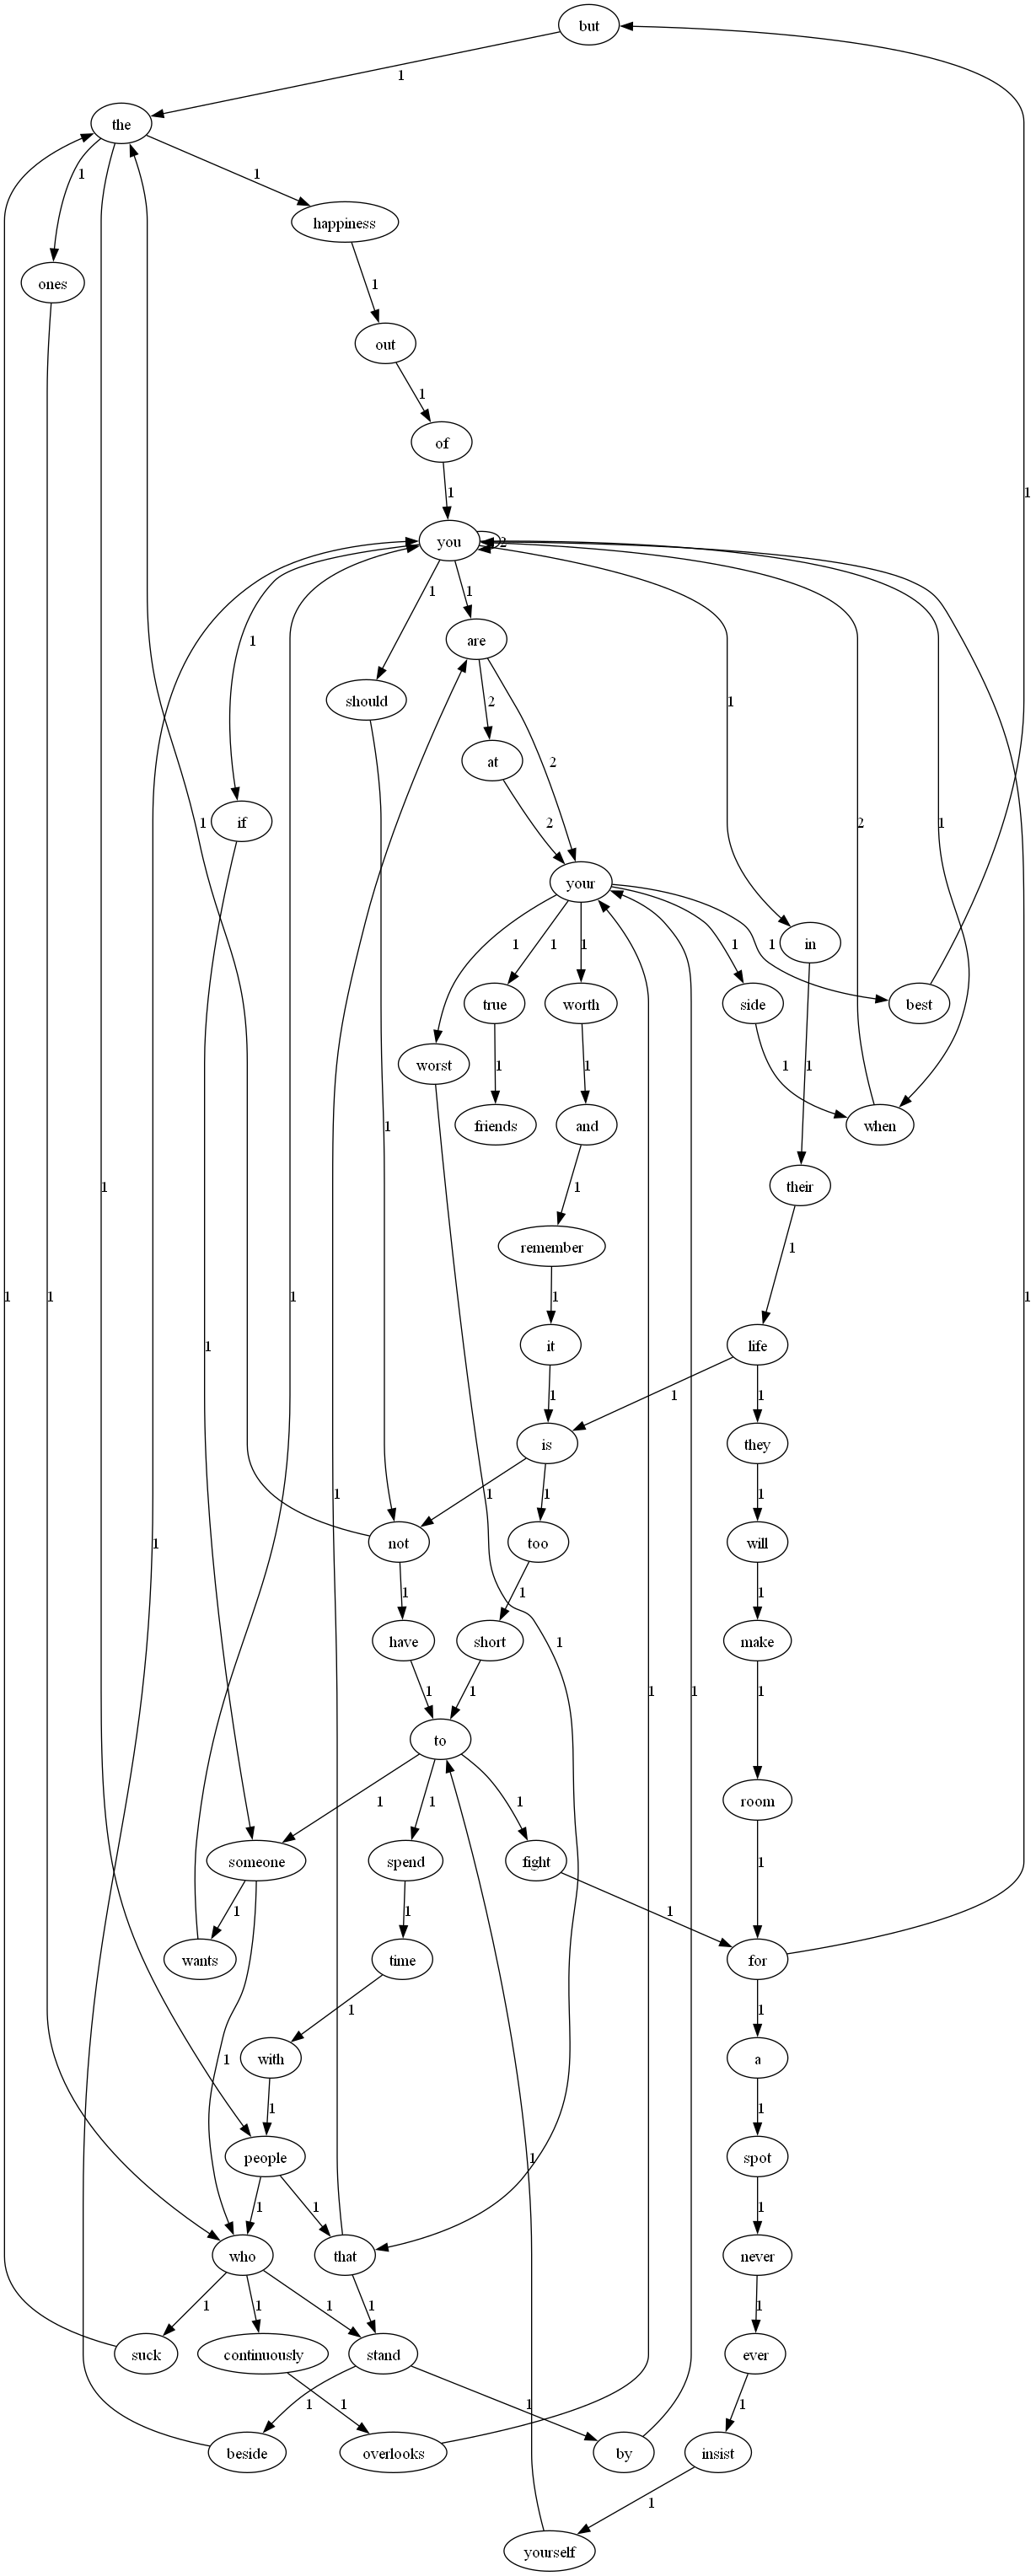 but
1
the
1 1
happiness
1
ones
out
1
of
1 1
you 2
1 1 1
are
should 1
2
2 at
1 if 2 2 1
your
in
1 1 1 1 1
true worth side best
worst
1 1 1 1
friends and when
1 their
remember 1
1 1 1 1 1 1
it life
1 1 1
is they
1 1 1 1
1 not too will
1 1 1
have short make
1 1 1 1 1 1
to
room
1 1 1
someone spend fight 1
1 1 1
wants time for
1 1
with a
1 1 1
people 1 spot
1 1 1
who that never
1 1 1 1 1
suck continuously stand ever
1 1 1 1
beside overlooks by insist
1
yourself